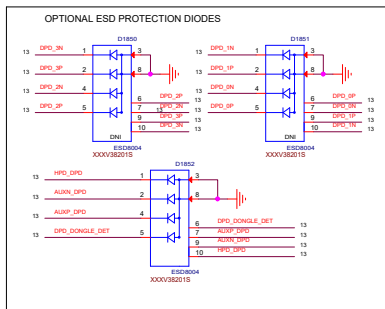 OPTIONAL ESD PROTECTION DIODES
D1850
13 DPD_3N 1 3
13 DPD_3P 2 8
13 DPD_2N 4
13 DPD_2P 5
6 DPD_2P 13
7 DPD_2N 13
9 DPD_3P 13
10 DPD_3N 13
DNI
ESD8004
XXXV38201S
D1851
13 DPD_1N 1 3
13 DPD_1P 2 8
13 DPD_0N 4
13 DPD_0P 5
6 DPD_0P 13
7 DPD_0N 13
9 DPD_1P 13
10 DPD_1N 13
DNI
ESD8004
XXXV38201S
D1852
13 HPD_DPD 1 3
13 AUXN_DPD 2 8
13 AUXP_DPD 4
13 DPD_DONGLE_DET 5
6 DPD_DONGLE_DET 13
7 AUXP_DPD 13
9 AUXN_DPD 13
10 HPD_DPD 13
ESD8004
XXXV38201S